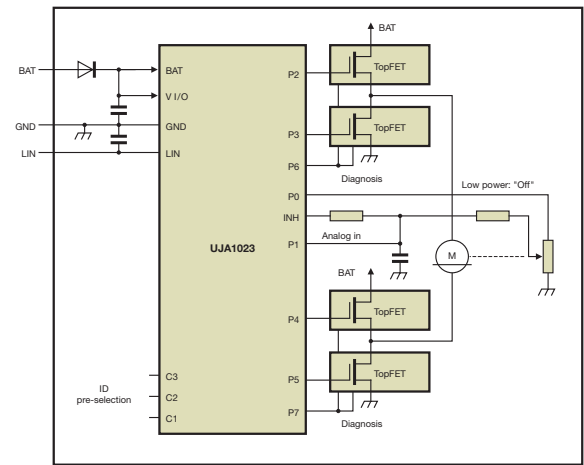 BAT
BAT
BAT
V I/O
GND
GND
LIN
LIN
UJA1023
P2
TopFET
P3
TopFET
P6
Diagnosis
P0
Low power: "Off"
INH
P1
Analog in
M
BAT
P4
TopFET
P5
TopFET
P7
Diagnosis
C3
C2
C1
ID
pre-selection